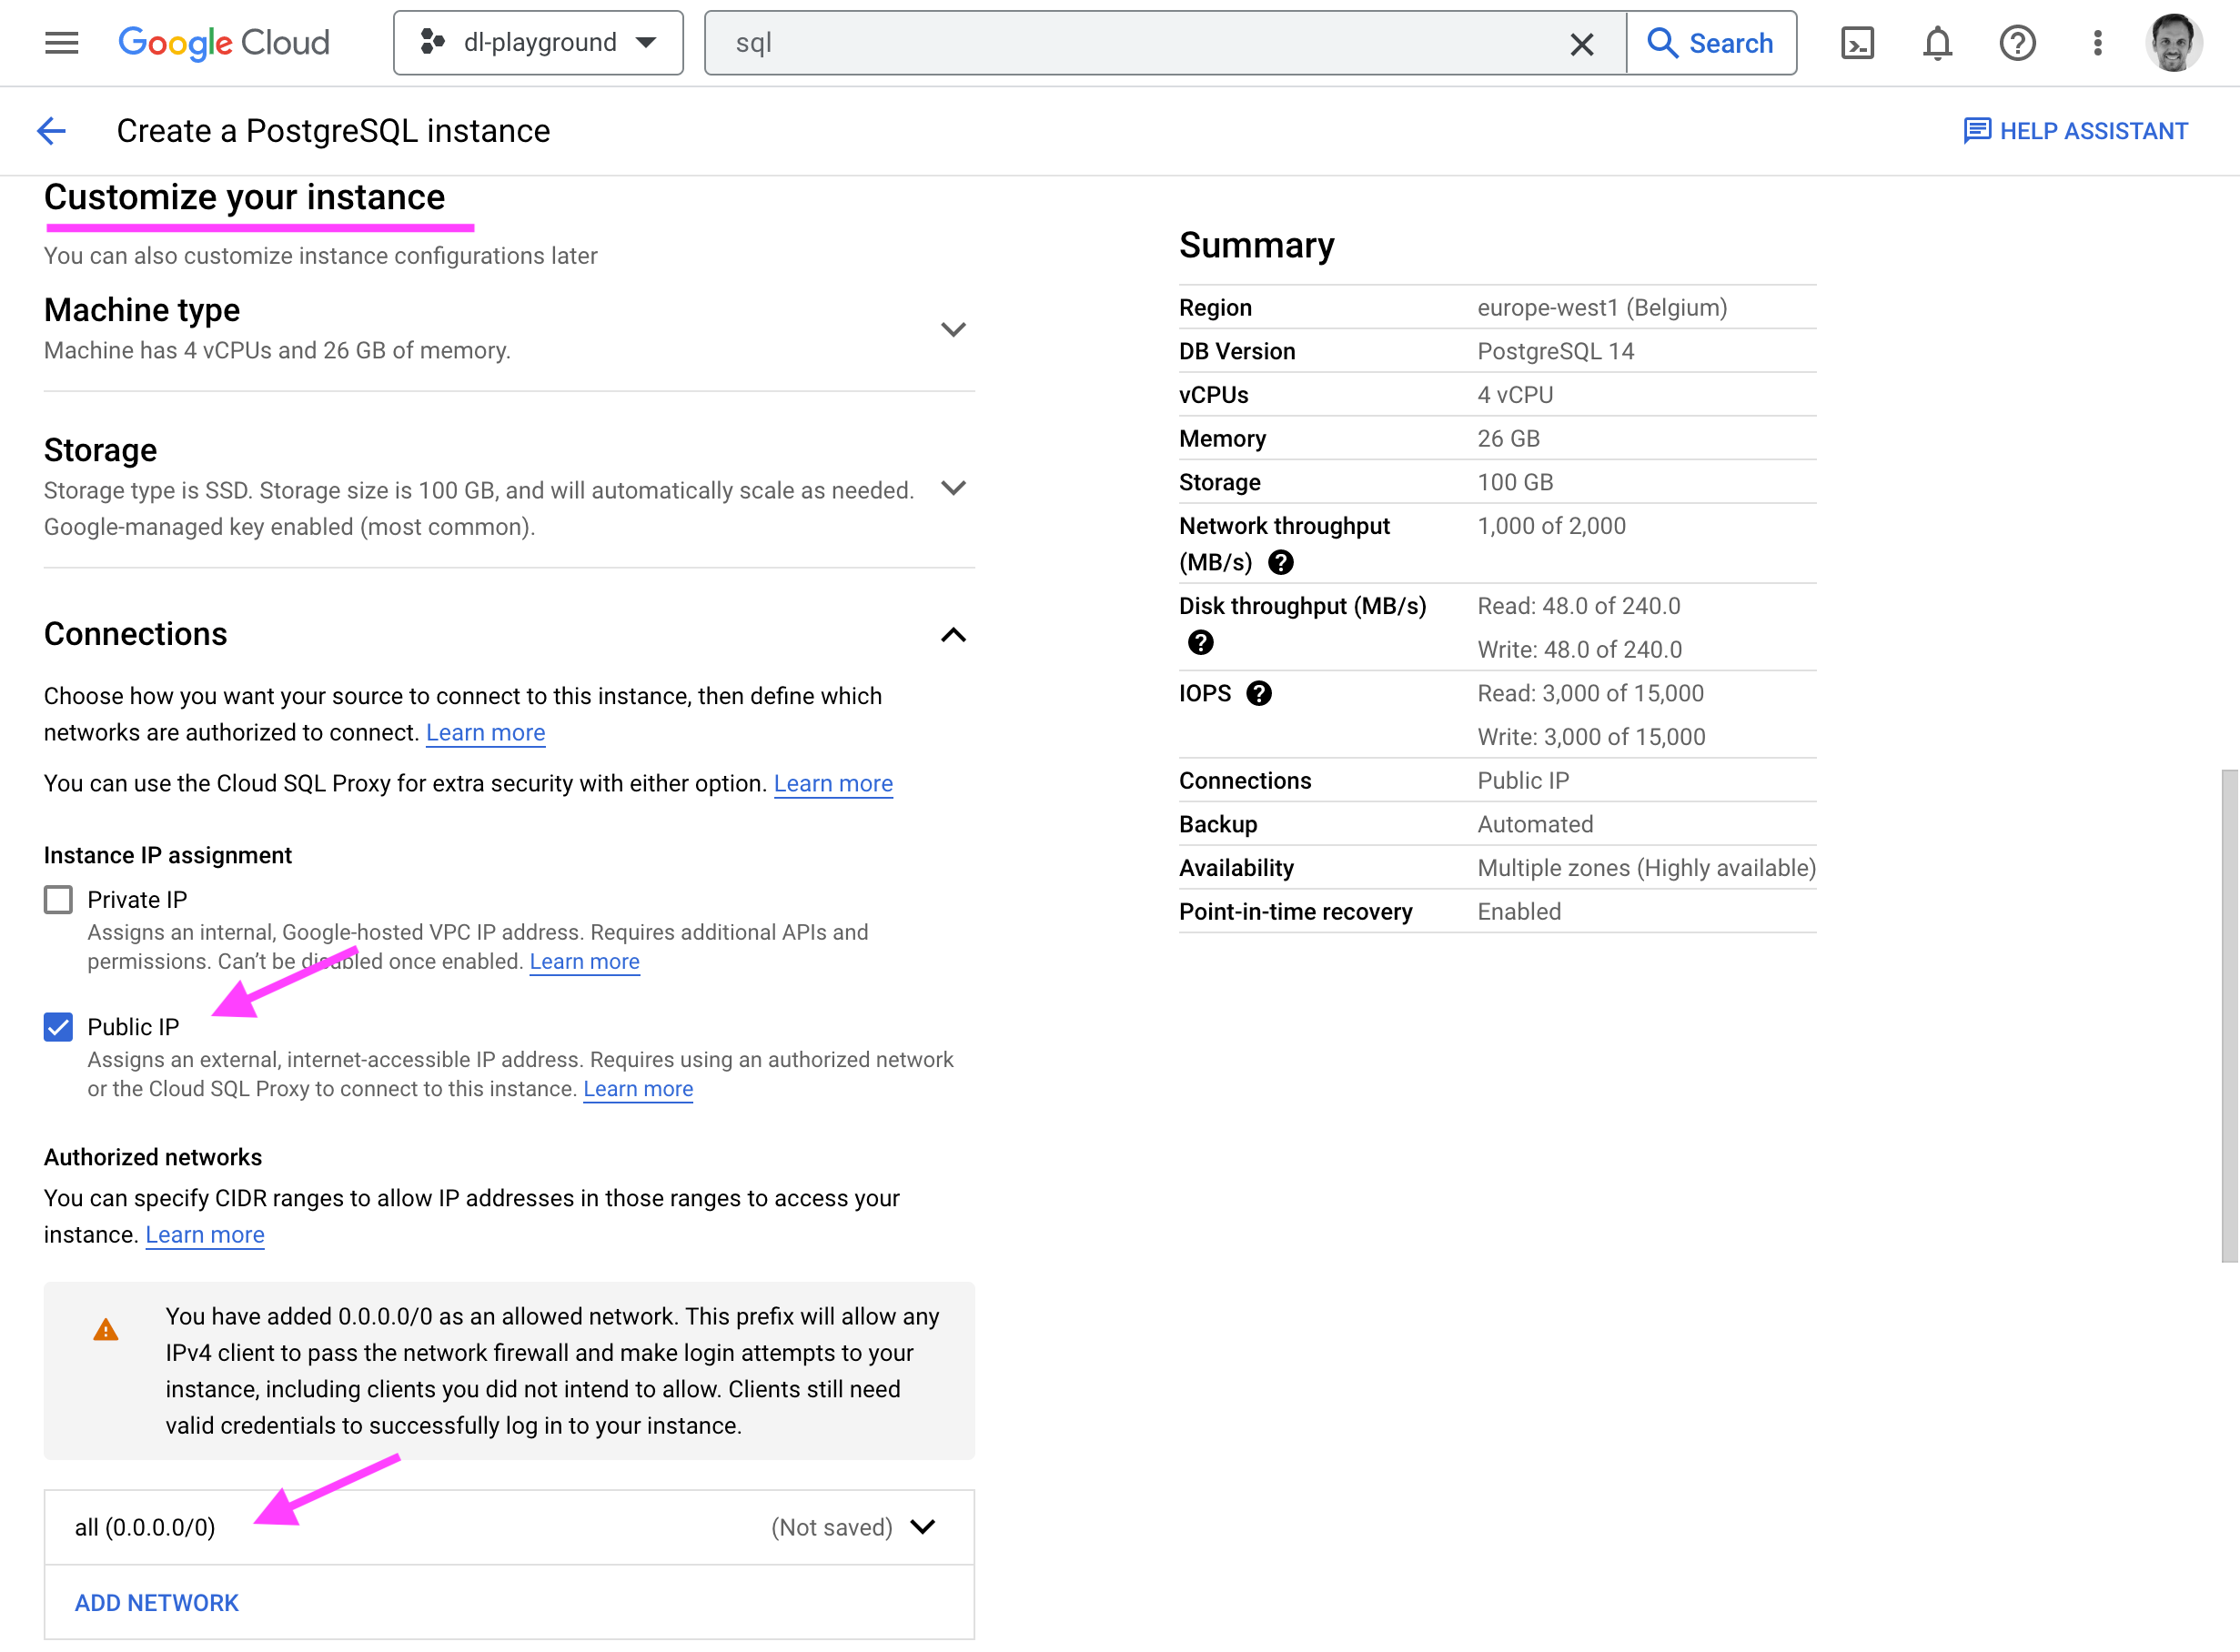 Google Cloud
dl-playground
sql
Search
Create a PostgreSQL instance
HELP ASSISTANT
Customize your instance
You can also customize instance configurations later
Machine type
Machine has 4 vCPUs and 26 GB of memory.
Storage
Storage type is SSD. Storage size is 100 GB, and will automatically scale as needed.
Google-managed key enabled (most common).
Connections
Choose how you want your source to connect to this instance, then define which
networks are authorized to connect. Learn more
You can use the Cloud SQL Proxy for extra security with either option. Learn more
Instance IP assignment
Private IP
Assigns an internal, Google-hosted VPC IP address. Requires additional APIs and
permissions. Can’t be disabled once enabled. Learn more
Public IP
Assigns an external, internet-accessible IP address. Requires using an authorized network
or the Cloud SQL Proxy to connect to this instance. Learn more
Authorized networks
You can specify CIDR ranges to allow IP addresses in those ranges to access your
instance. Learn more
You have added 0.0.0.0/0 as an allowed network. This prefix will allow any
IPv4 client to pass the network firewall and make login attempts to your
instance, including clients you did not intend to allow. Clients still need
valid credentials to successfully log in to your instance.
all (0.0.0.0/0) (Not saved)
ADD NETWORK
Summary
Region europe-west1 (Belgium)
DB Version PostgreSQL 14
vCPUs 4 vCPU
Memory 26 GB
Storage 100 GB
Network throughput 1,000 of 2,000
(MB/s)
Disk throughput (MB/s) Read: 48.0 of 240.0
Write: 48.0 of 240.0
IOPS Read: 3,000 of 15,000
Write: 3,000 of 15,000
Connections Public IP
Backup Automated
Availability Multiple zones (Highly available)
Point-in-time recovery Enabled